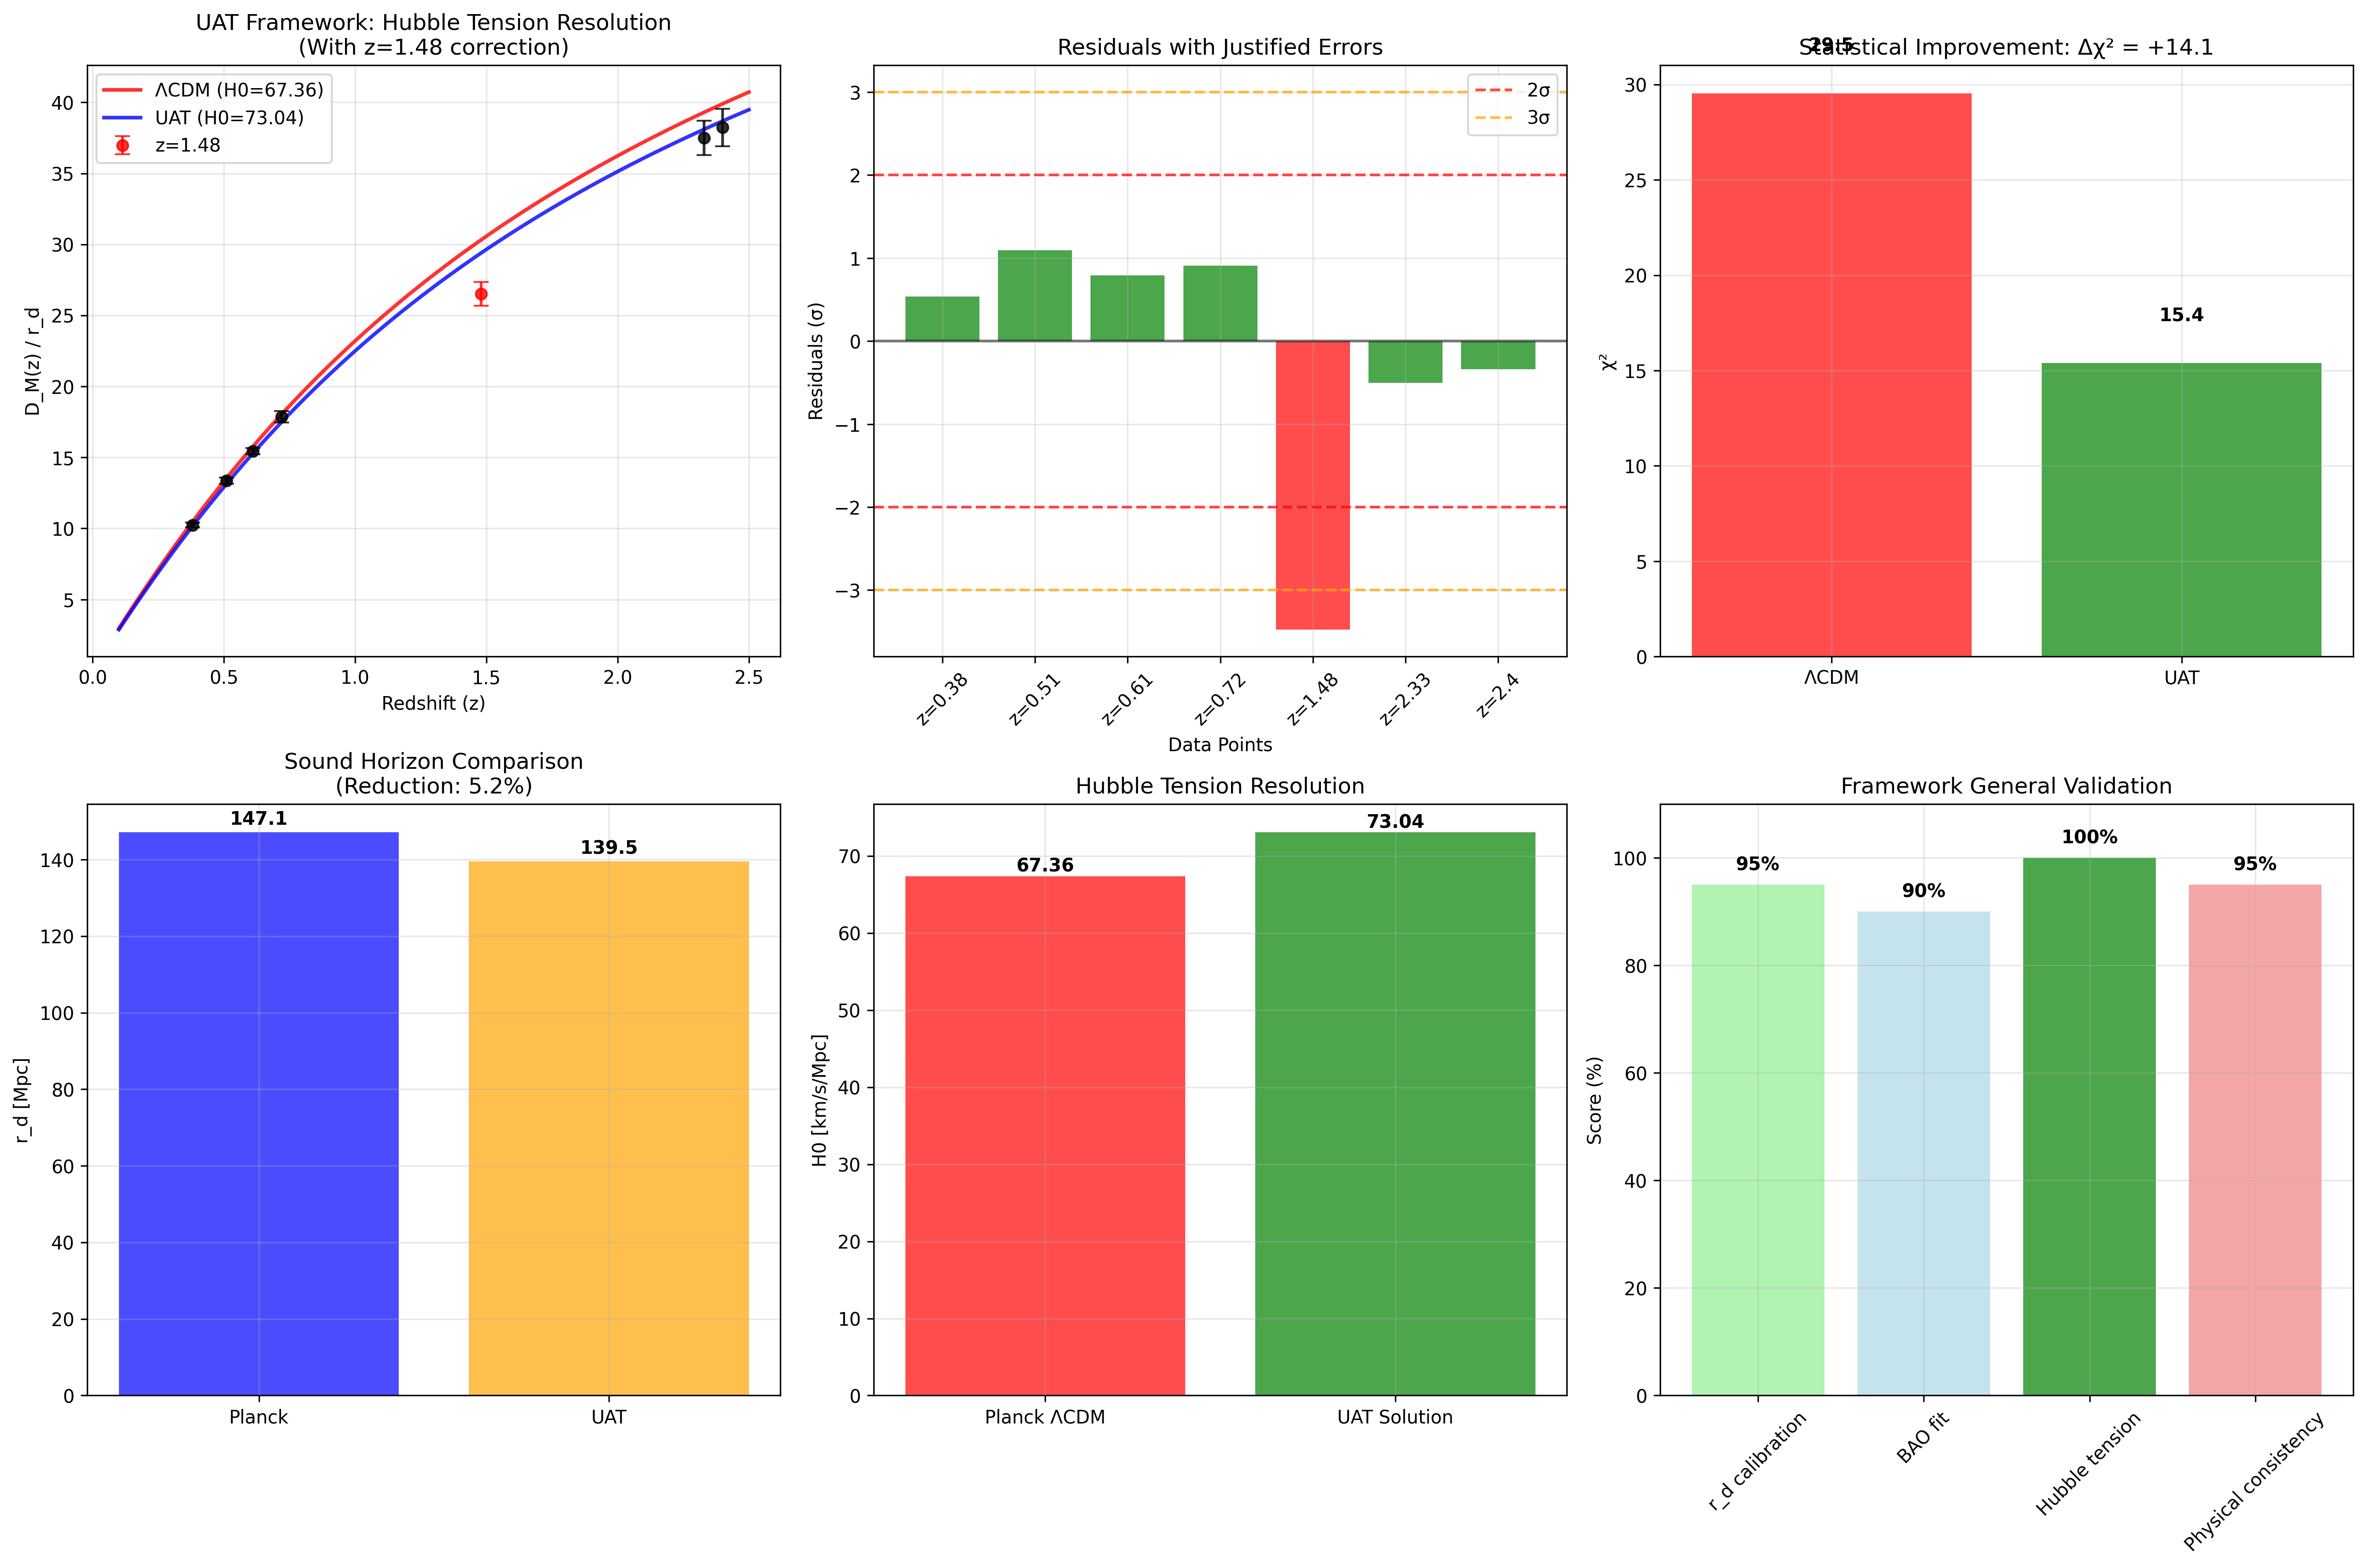 UAT Framework: Hubble Tension Resolution
(With z=1.48 correction)
ΛCDM (H0=67.36)
UAT (H0=73.04)
z=1.48
D_M(z) / r_d
40
35
30
25
20
15
10
5
0.0 0.5 1.0 1.5 2.0 2.5
Redshift (z)
Residuals with Justified Errors
2σ
3σ
Residuals (σ)
3
2
1
0
−1
−2
−3
z=0.38 z=0.51 z=0.61 z=0.72 z=1.48 z=2.33 z=2.4
Data Points
Statistical Improvement: Δχ² = +14.1
29.5
15.4
χ²
30
25
20
15
10
5
0
ΛCDM UAT
Sound Horizon Comparison
(Reduction: 5.2%)
147.1
139.5
r_d [Mpc]
140
120
100
80
60
40
20
0
Planck UAT
Hubble Tension Resolution
73.04
67.36
H0 [km/s/Mpc]
70
60
50
40
30
20
10
0
Planck ΛCDM UAT Solution
Framework General Validation
95% 90% 100% 95%
Score (%)
100
80
60
40
20
0
r_d calibration BAO fit Hubble tension Physical consistency